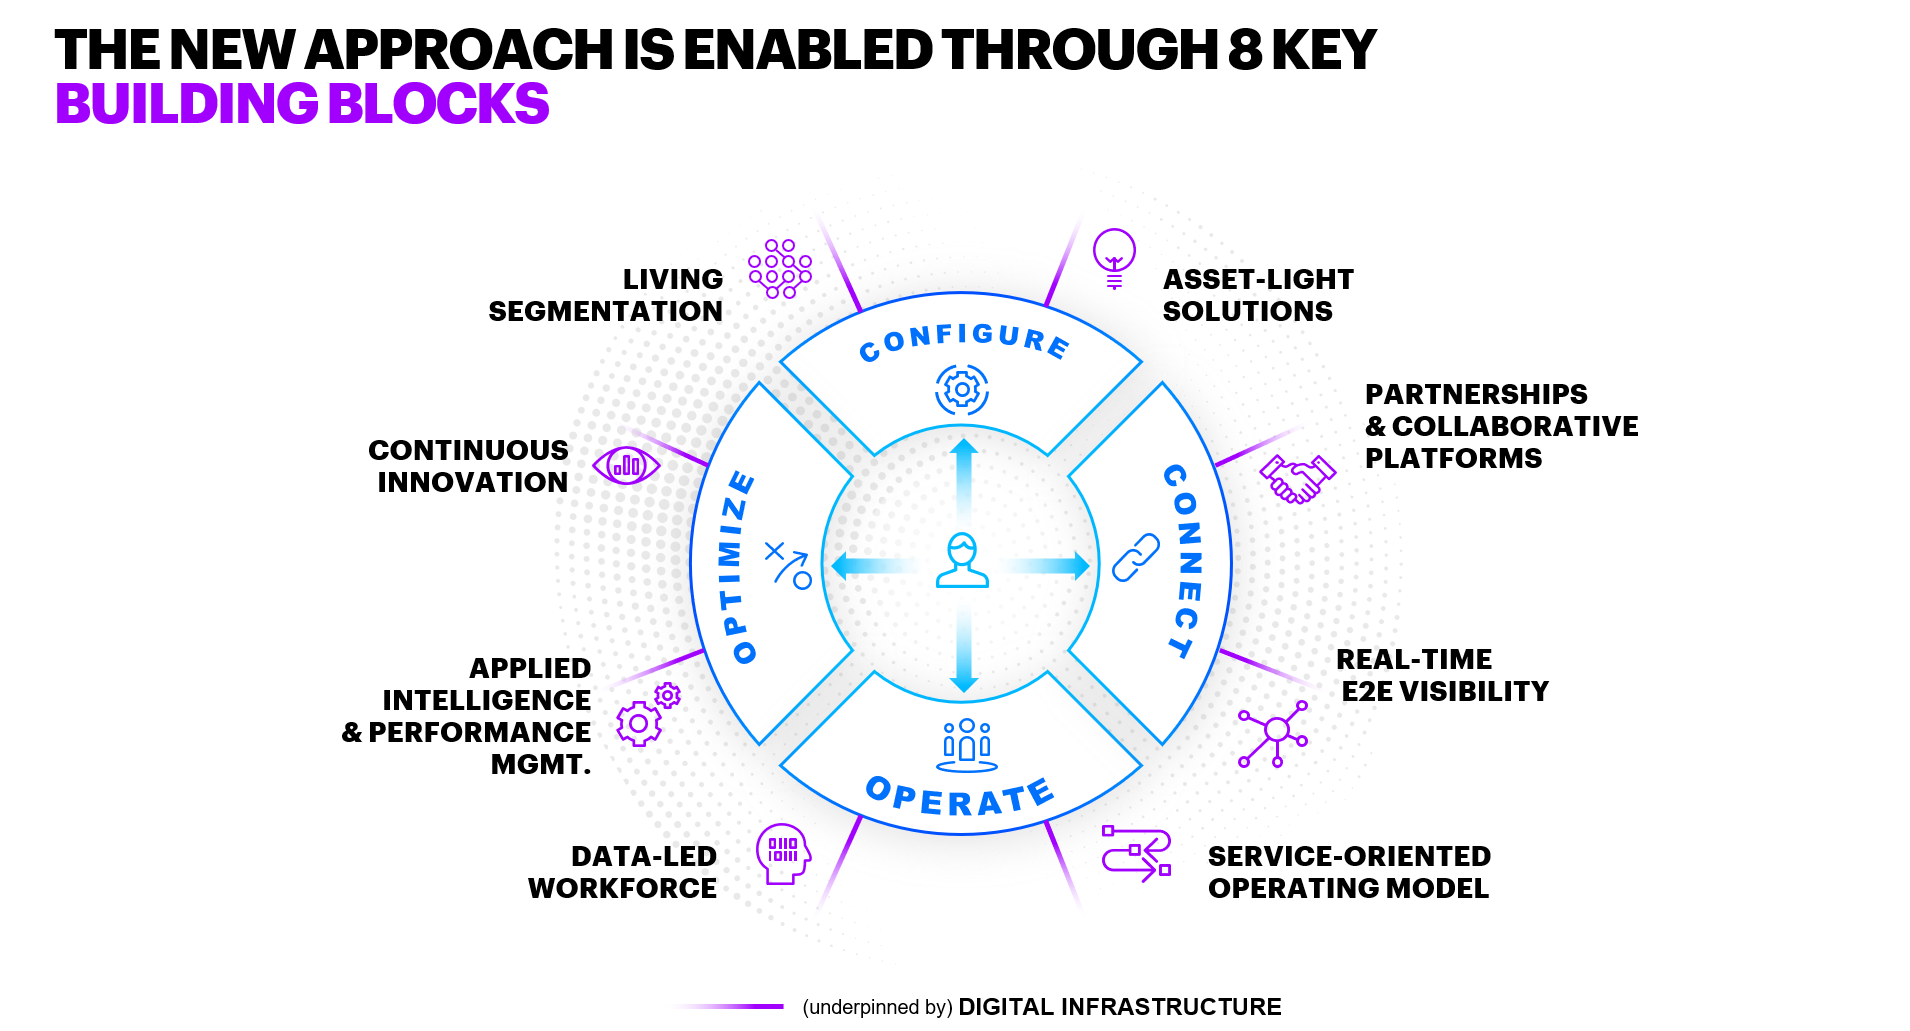 THE NEW APPROACH IS ENABLED THROUGH 8 KEY
BUILDING BLOCKS
LIVING
SEGMENTATION
ASSET-LIGHT
SOLUTIONS
CONFIGURE
PARTNERSHIPS
& COLLABORATIVE
PLATFORMS
CONTINUOUS
INNOVATION
OPTIMIZE
CONNECT
APPLIED
INTELLIGENCE
& PERFORMANCE
MGMT.
REAL-TIME
E2E VISIBILITY
OPERATE
DATA-LED
WORKFORCE
SERVICE-ORIENTED
OPERATING MODEL
(underpinned by) DIGITAL INFRASTRUCTURE